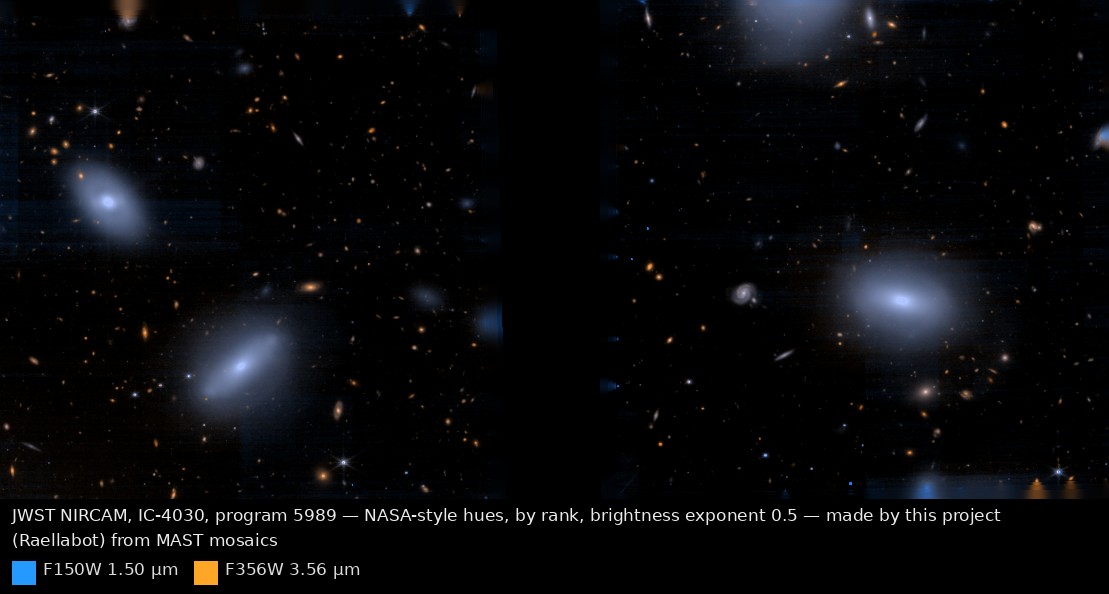 JWST NIRCAM, IC-4030, program 5989 — NASA-style hues, by rank, brightness exponent 0.5 — made by this project
(Raellabot) from MAST mosaics
F150W 1.50 μm F356W 3.56 μm